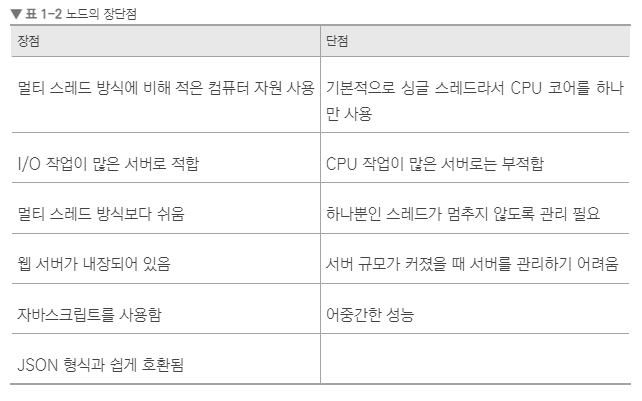 ▼ 표 1-2 노드의 장단점
장점 단점
멀티 스레드 방식에 비해 적은 컴퓨터 자원 사용 기본적으로 싱글 스레드라서 CPU 코어를 하나
만 사용
I/O 작업이 많은 서버로 적합 CPU 작업이 많은 서버로는 부적합
멀티 스레드 방식보다 쉬움 하나뿐인 스레드가 멈추지 않도록 관리 필요
웹 서버가 내장되어 있음 서버 규모가 커졌을 때 서버를 관리하기 어려움
자바스크립트를 사용함 어중간한 성능
JSON 형식과 쉽게 호환됨